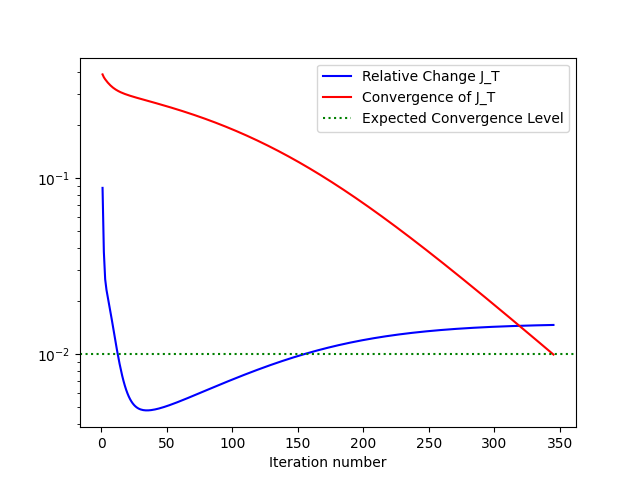 Relative Change J_T
Convergence of J_T
Expected Convergence Level
10⁻¹
10⁻²
0 50 100 150 200 250 300 350
Iteration number